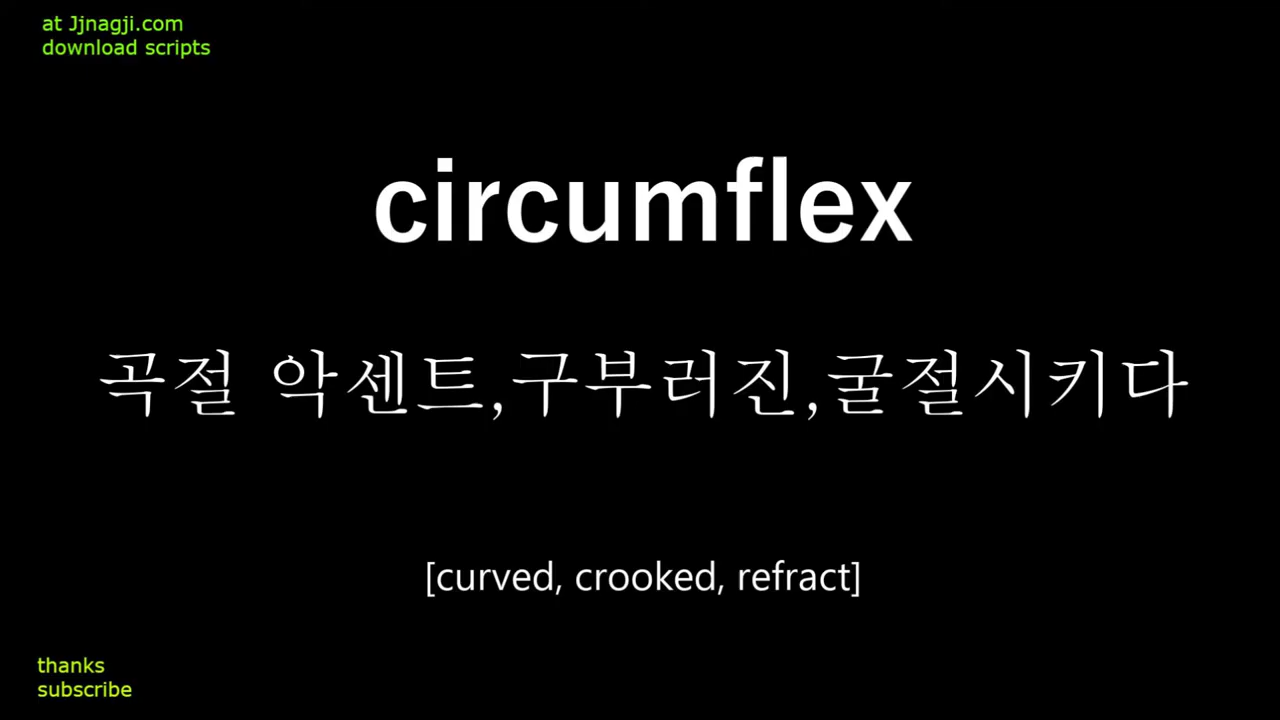 at Jjnagji.com
download scripts
circumflex
곡절 악센트,구부러진,굴절시키다
[curved, crooked, refract]
thanks
subscribe